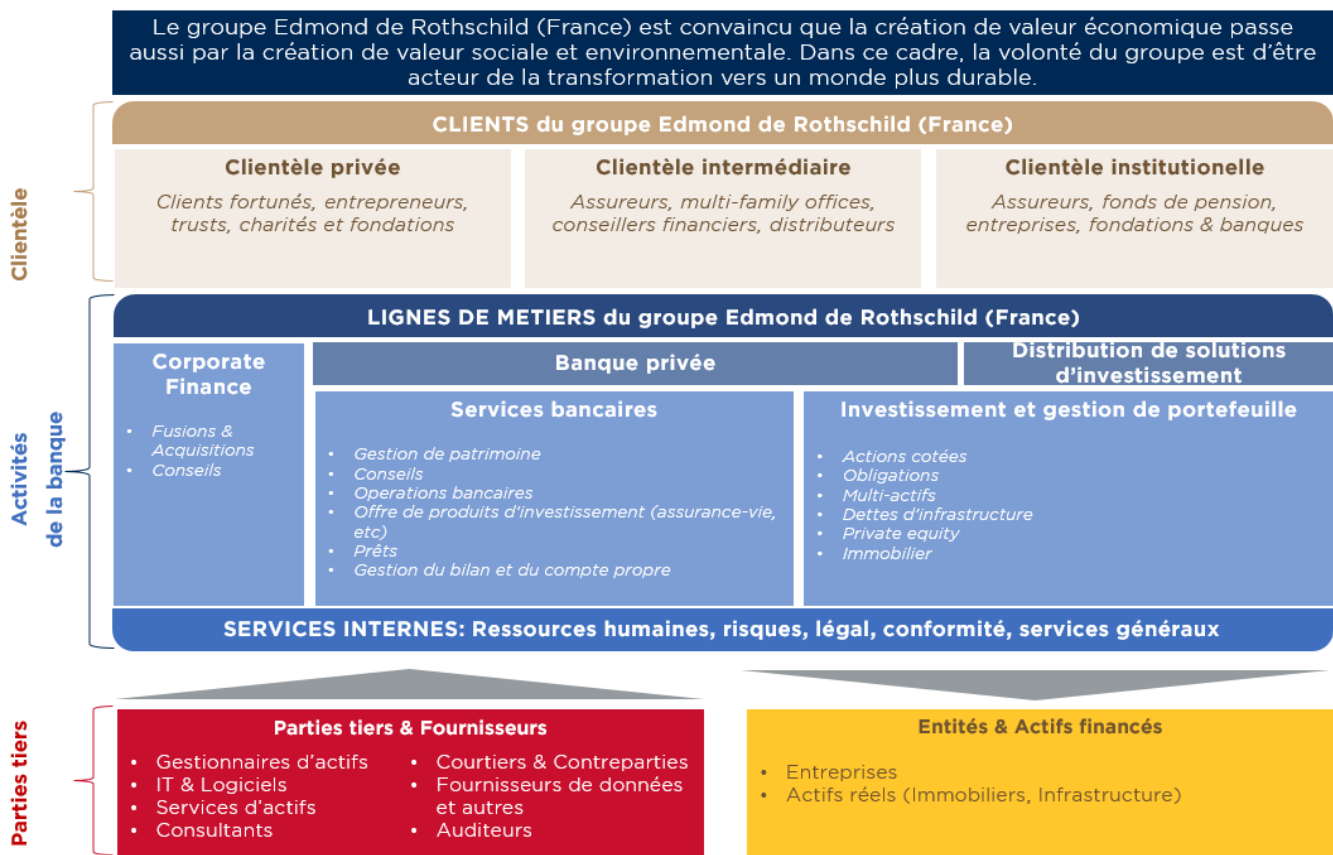 Le groupe Edmond de Rothschild (France) est convaincu que la création de valeur économique passe
aussi par la création de valeur sociale et environnementale. Dans ce cadre, la volonté du groupe est d'être
acteur de la transformation vers un monde plus durable.
Clientèle
CLIENTS du groupe Edmond de Rothschild (France)
Clientèle privée
Clients fortunés, entrepreneurs,
trusts, charités et fondations
Clientèle intermédiaire
Assureurs, multi-family offices,
conseillers financiers, distributeurs
Clientèle institutionelle
Assureurs, fonds de pension,
entreprises, fondations & banques
Activités
de la banque
LIGNES DE METIERS du groupe Edmond de Rothschild (France)
Corporate
Finance
• Fusions &
Acquisitions
• Conseils
Banque privée
Distribution de solutions
d'investissement
Services bancaires
• Gestion de patrimoine
• Conseils
• Operations bancaires
• Offre de produits d'investissement (assurance-vie,
etc)
• Prêts
• Gestion du bilan et du compte propre
Investissement et gestion de portefeuille
• Actions cotées
• Obligations
• Multi-actifs
• Dettes d'infrastructure
• Private equity
• Immobilier
SERVICES INTERNES: Ressources humaines, risques, légal, conformité, services généraux
Parties tiers
Parties tiers & Fournisseurs
• Gestionnaires d'actifs
• IT & Logiciels
• Services d'actifs
• Consultants
• Courtiers & Contreparties
• Fournisseurs de données
et autres
• Auditeurs
Entités & Actifs financés
• Entreprises
• Actifs réels (Immobiliers, Infrastructure)